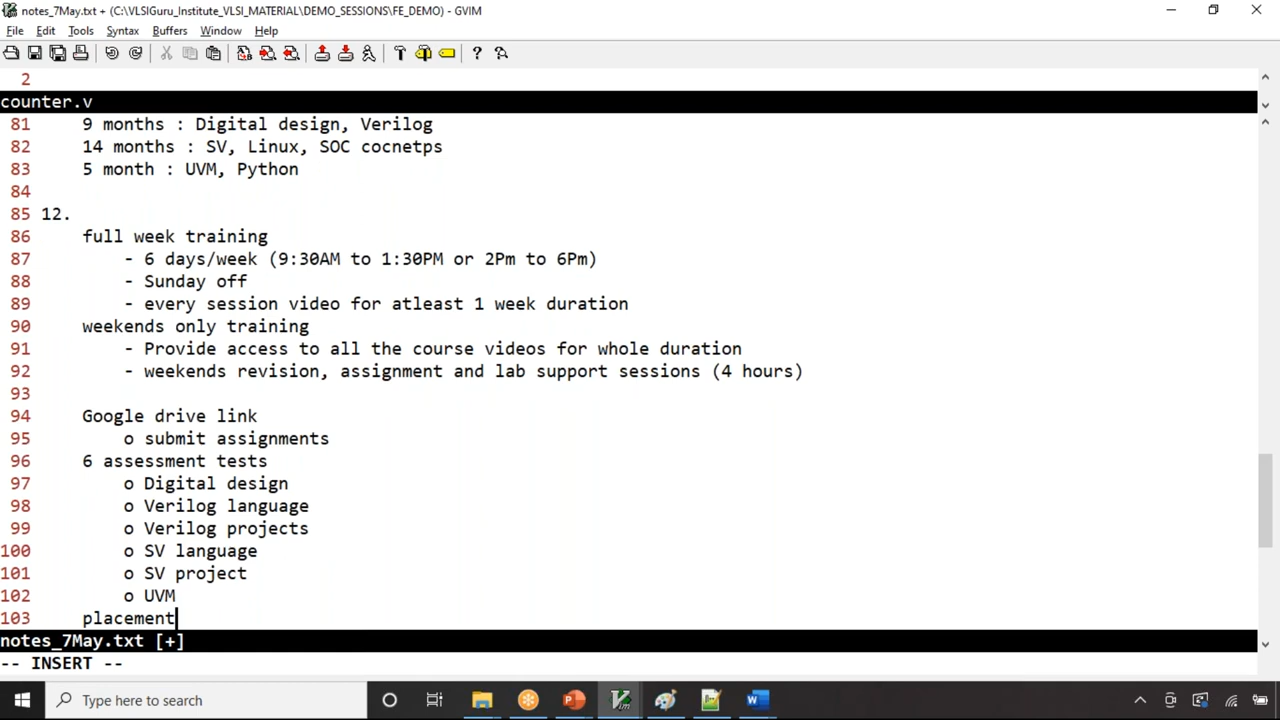 notes_7May.txt + (C:\VLSIGuru_Institute_VLSI_MATERIAL\DEMO_SESSIONS\FE_DEMO) - GVIM
File Edit Tools Syntax Buffers Window Help
2
counter.v
81 9 months : Digital design, Verilog
82 14 months : SV, Linux, SOC cocnetps
83 5 month : UVM, Python
84
85 12.
86 full week training
87 - 6 days/week (9:30AM to 1:30PM or 2Pm to 6Pm)
88 - Sunday off
89 - every session video for atleast 1 week duration
90 weekends only training
91 - Provide access to all the course videos for whole duration
92 - weekends revision, assignment and lab support sessions (4 hours)
93
94 Google drive link
95 o submit assignments
96 6 assessment tests
97 o Digital design
98 o Verilog language
99 o Verilog projects
100 o SV language
101 o SV project
102 o UVM
103 placement
notes_7May.txt [+]
-- INSERT --
Type here to search